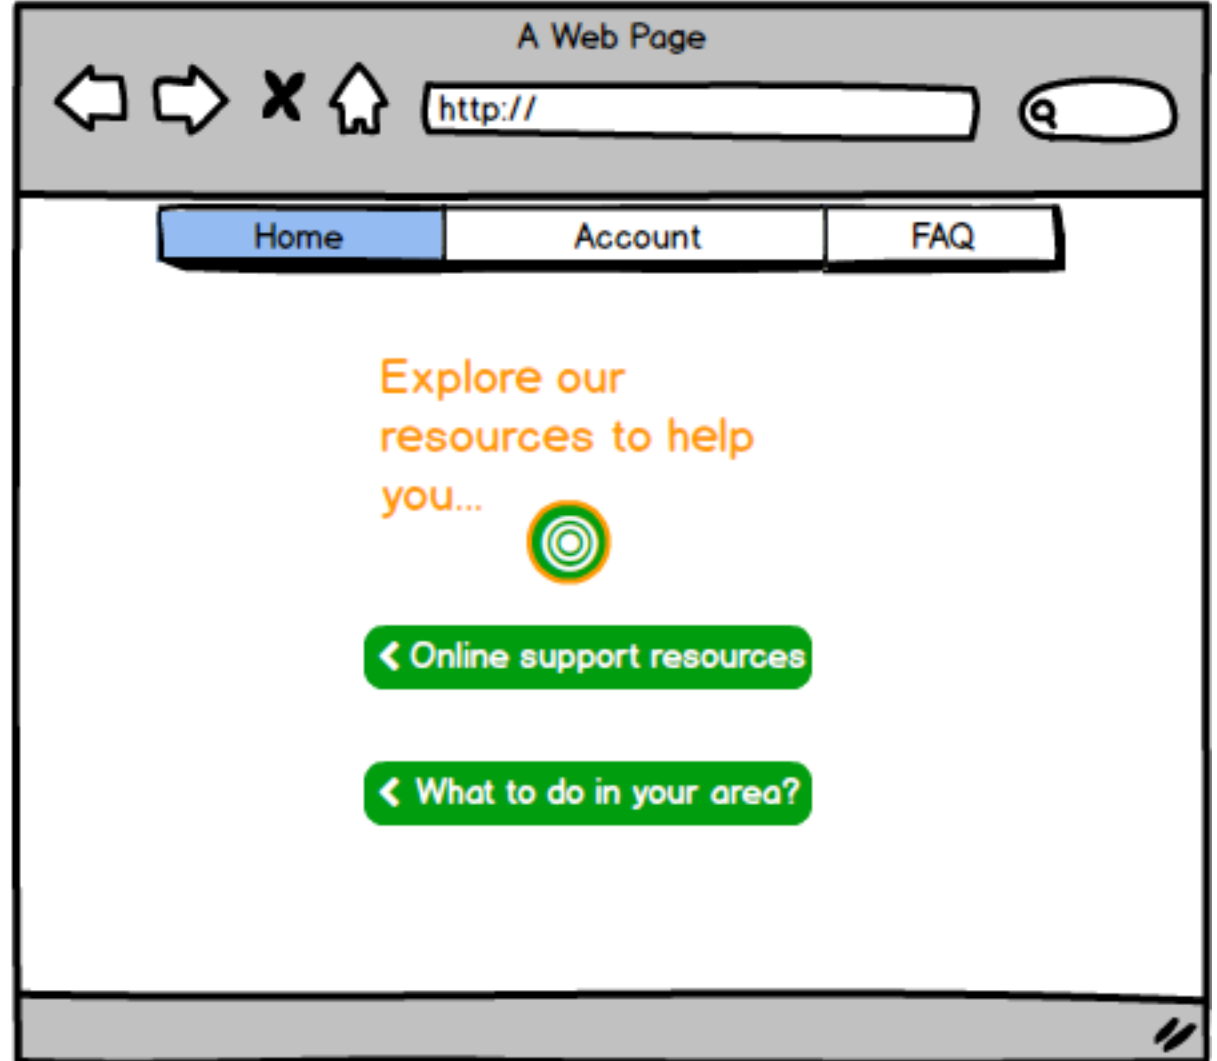 A Web Page
http://
Home Account FAQ
Explore our
resources to help
you...
Online support resources
What to do in your area?